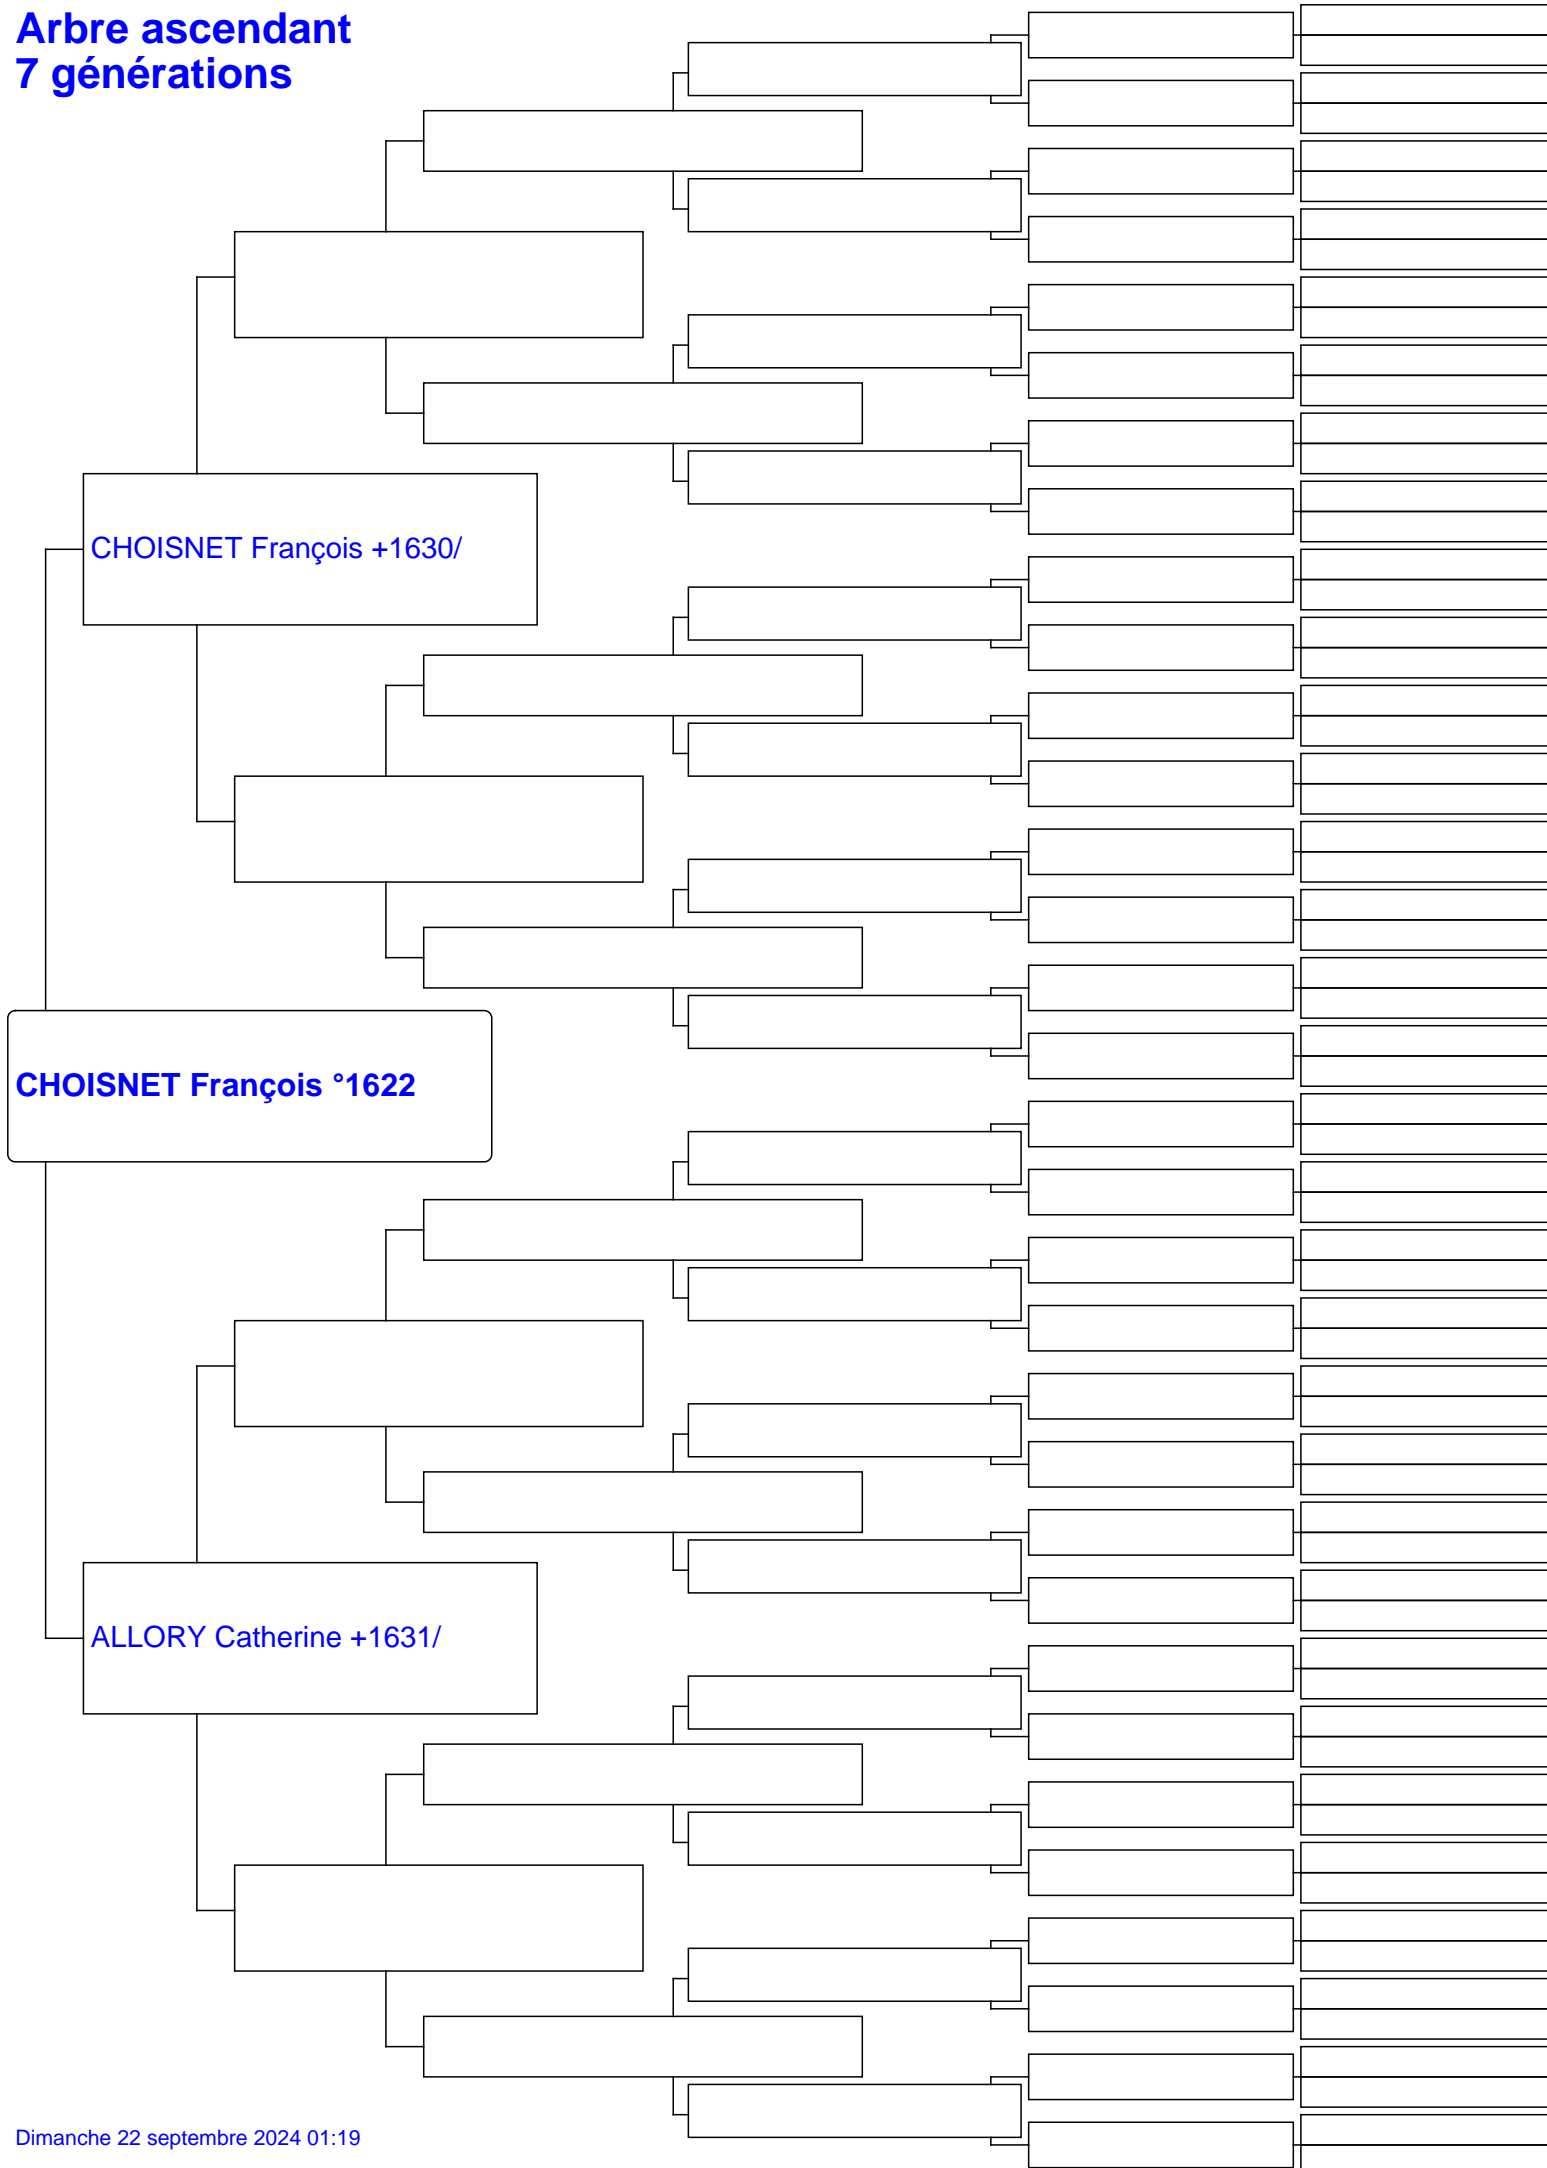 Arbre ascendant
7 générations
CHOISNET François +1630/
CHOISNET François °1622
ALLORY Catherine +1631/
Dimanche 22 septembre 2024 01:19